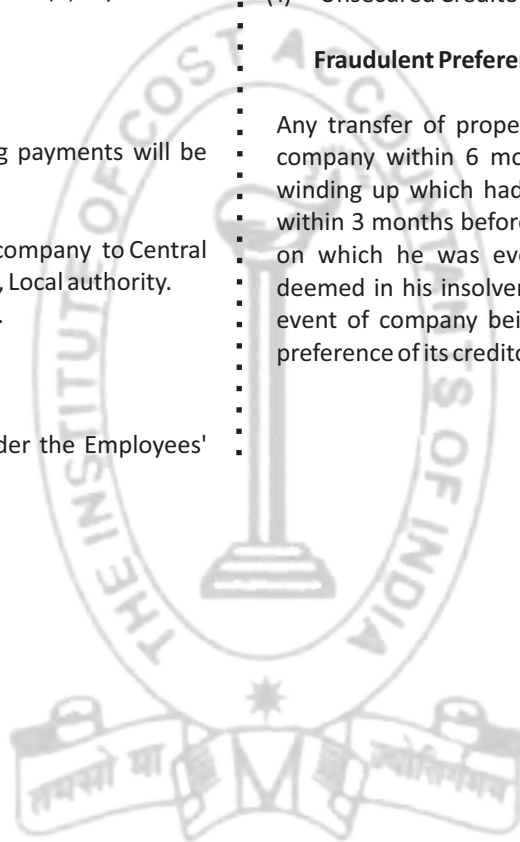 Unsecured Credito
Fraudulent Prefere
g payments will be
company to Central
, Local authority.
.
der the Employees'
Any transfer of prope
company within 6 mo
winding up which had
within 3 months before
on which he was eve
deemed in his insolver
event of company bei
preference of its credito
THE INSTITUTE OF COST ACCOUNTANTS OF INDIA
तमसो मा ज्योतिर्गमय